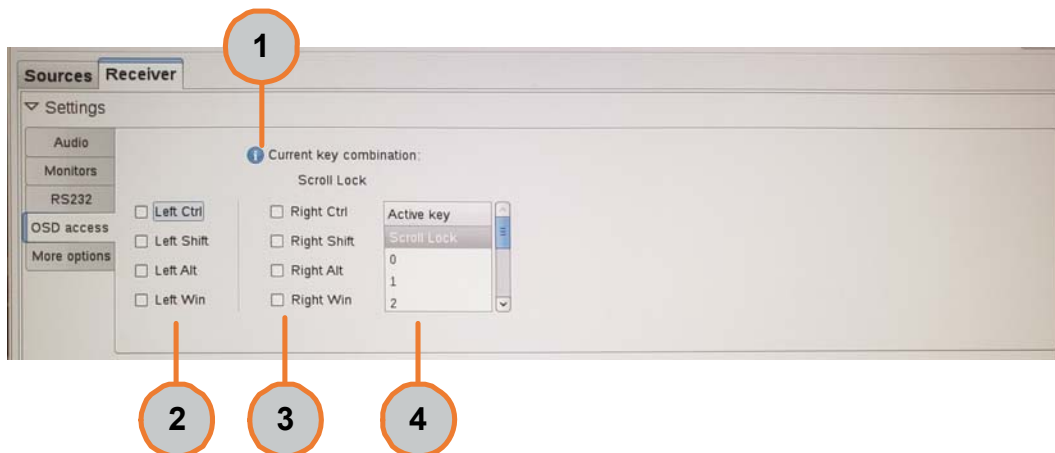 1
Sources Receiver
Settings
Audio
Monitors
RS232
OSD access
More options
Current key combination:
Scroll Lock
Left Ctrl
Left Shift
Left Alt
Left Win
Right Ctrl
Right Shift
Right Alt
Right Win
Active key
Scroll Lock
0
1
2
2
3
4